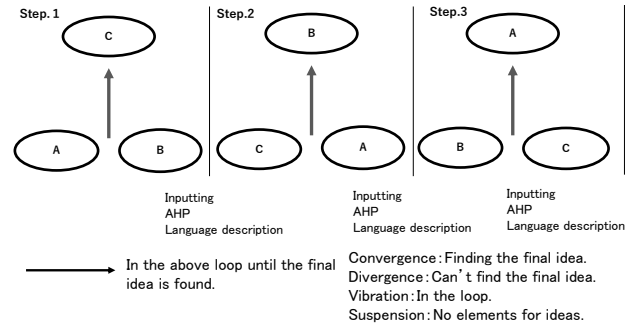 Step. 1
C
A
B
Inputting
AHP
Language description
Step.2
B
C
A
Inputting
AHP
Language description
Step.3
A
B
C
Inputting
AHP
Language description
In the above loop until the final
idea is found.
Convergence:Finding the final idea.
Divergence:Can't find the final idea.
Vibration:In the loop.
Suspension:No elements for ideas.